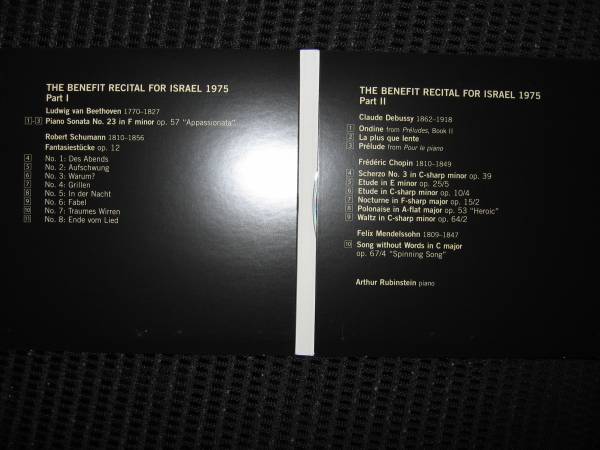 THE BENEFIT RECITAL FOR ISRAEL 1975
Part I
Ludwig van Beethoven 1770–1827
1-3 Piano Sonata No. 23 in F minor op. 57 "Appassionata"
Robert Schumann 1810–1856
Fantasiestücke op. 12
4 No. 1: Des Abends
5 No. 2: Aufschwung
6 No. 3: Warum?
7 No. 4: Grillen
8 No. 5: In der Nacht
9 No. 6: Fabel
10 No. 7: Traumes Wirren
11 No. 8: Ende vom Lied
THE BENEFIT RECITAL FOR ISRAEL 1975
Part II
Claude Debussy 1862–1918
1 Ondine from Préludes, Book II
2 La plus que lente
3 Prélude from Pour le piano
Frédéric Chopin 1810–1849
4 Scherzo No. 3 in C-sharp minor op. 39
5 Etude in E minor op. 25/5
6 Etude in C-sharp minor op. 10/4
7 Nocturne in F-sharp major op. 15/2
8 Polonaise in A-flat major op. 53 "Heroic"
9 Waltz in C-sharp minor op. 64/2
Felix Mendelssohn 1809–1847
10 Song without Words in C major
op. 67/4 "Spinning Song"
Arthur Rubinstein piano